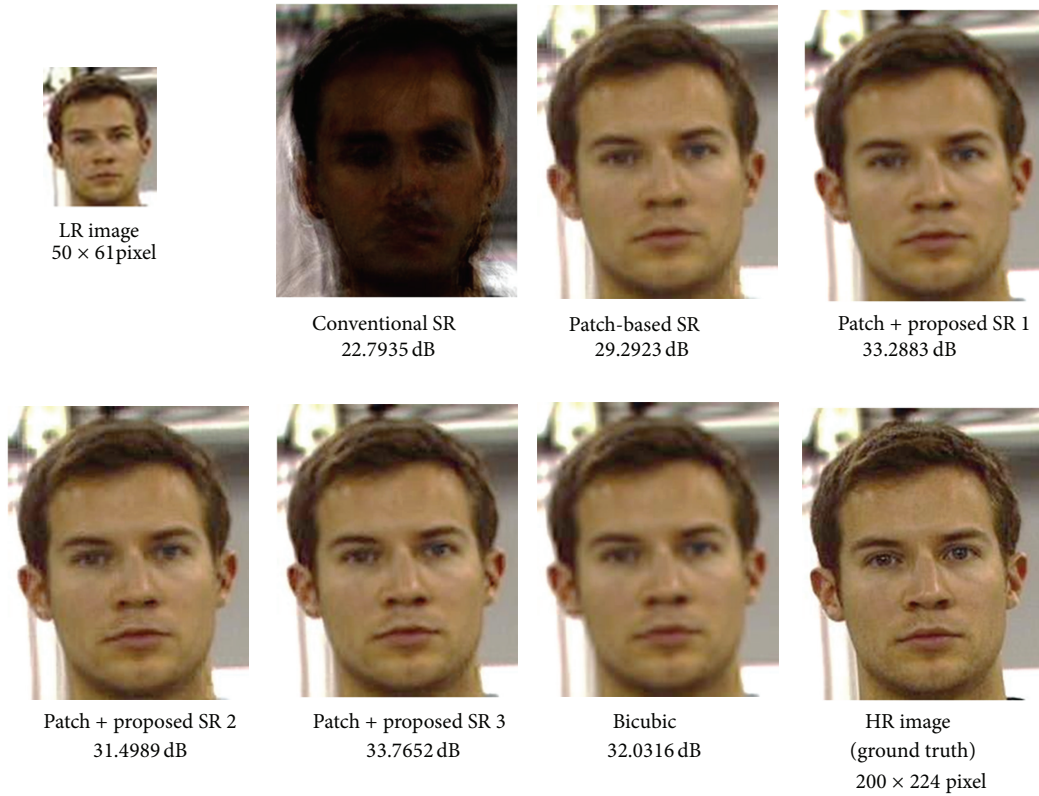 LR image
50 × 61pixel
Conventional SR
22.7935 dB
Patch-based SR
29.2923 dB
Patch + proposed SR 1
33.2883 dB
Patch + proposed SR 2
31.4989 dB
Patch + proposed SR 3
33.7652 dB
Bicubic
32.0316 dB
HR image
(ground truth)
200 × 224 pixel